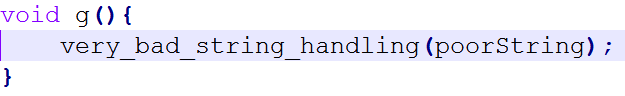 void g(){
    very_bad_string_handling(poorString);
}